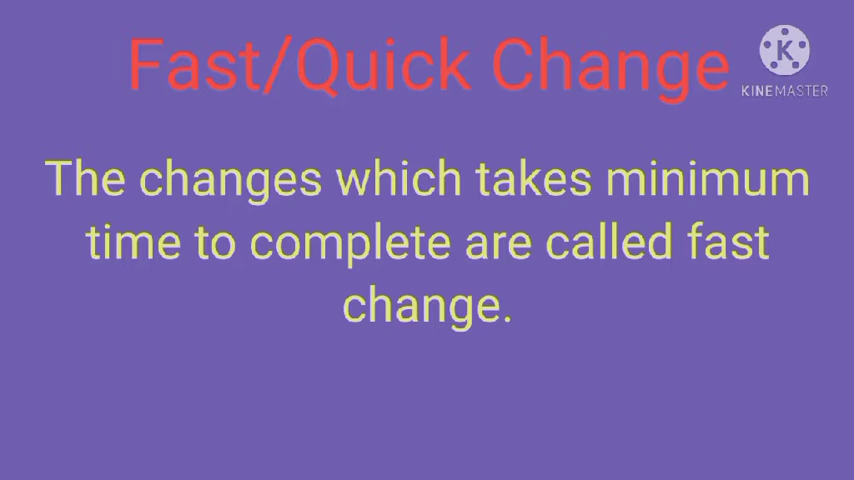 Fast/Quick Change
K
KINEMASTER
The changes which takes minimum
time to complete are called fast
change.